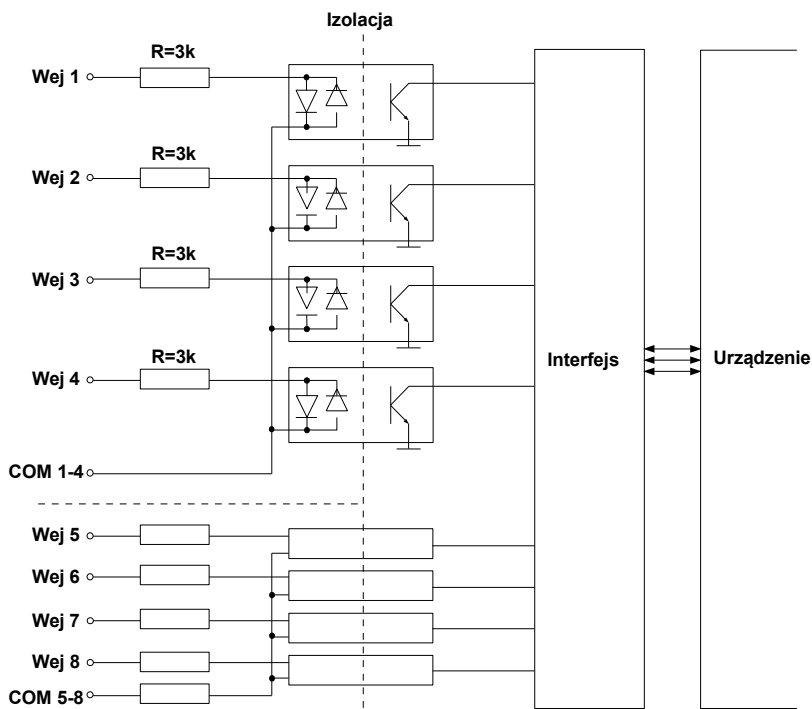 Izolacja
R=3k
Wej 1
R=3k
Wej 2
R=3k
Wej 3
R=3k
Wej 4
Interfejs
Urządzenie
COM 1-4
Wej 5
Wej 6
Wej 7
Wej 8
COM 5-8